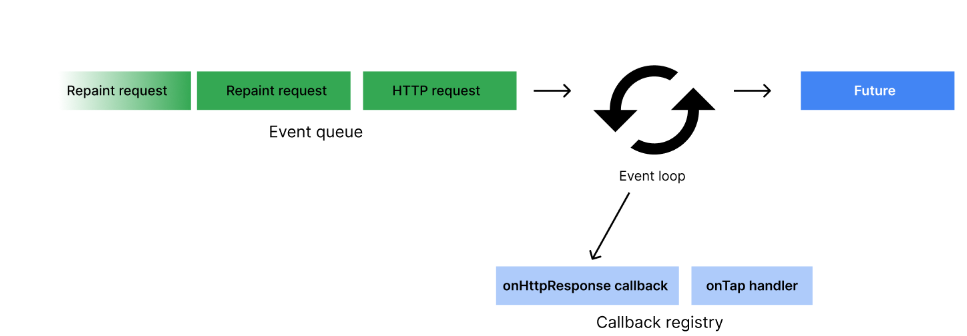 Repaint request
Repaint request
HTTP request
Future
Event queue
Event loop
onHttpResponse callback
onTap handler
Callback registry